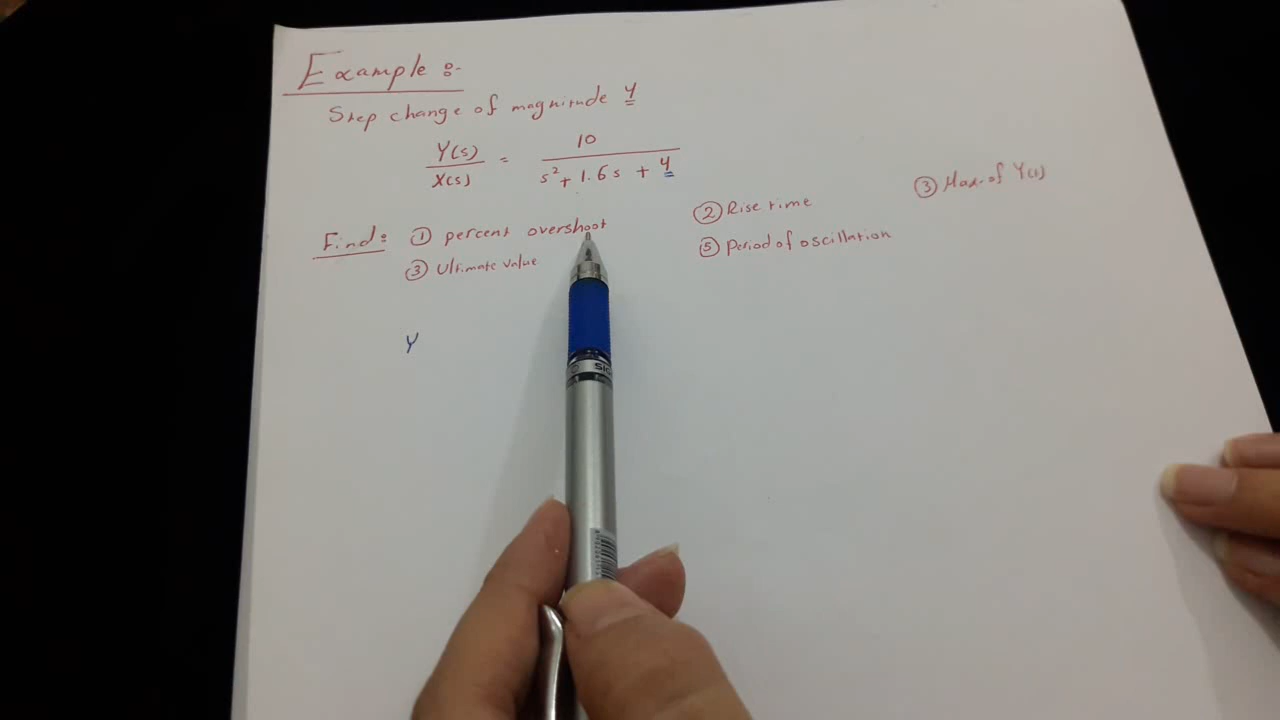 Example :-
Step change of magnitude 4
Y(s) / X(s) = 10 / s² + 1.6s + 4
Find: ① percent overshoot ② Rise time ③ Max. of Y(t)
③ Ultimate value ⑤ Period of oscillation
Y